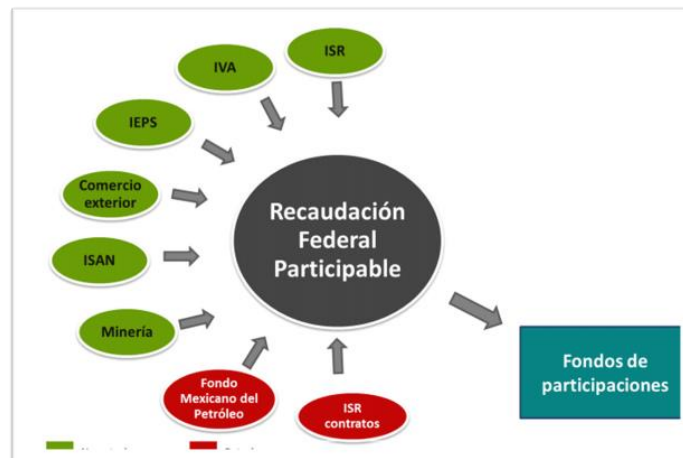 ISR
IVA
IEPS
Comercio
exterior
ISAN
Minería
Fondo
Mexicano del
Petróleo
ISR
contratos
Recaudación
Federal
Participable
Fondos de
participaciones